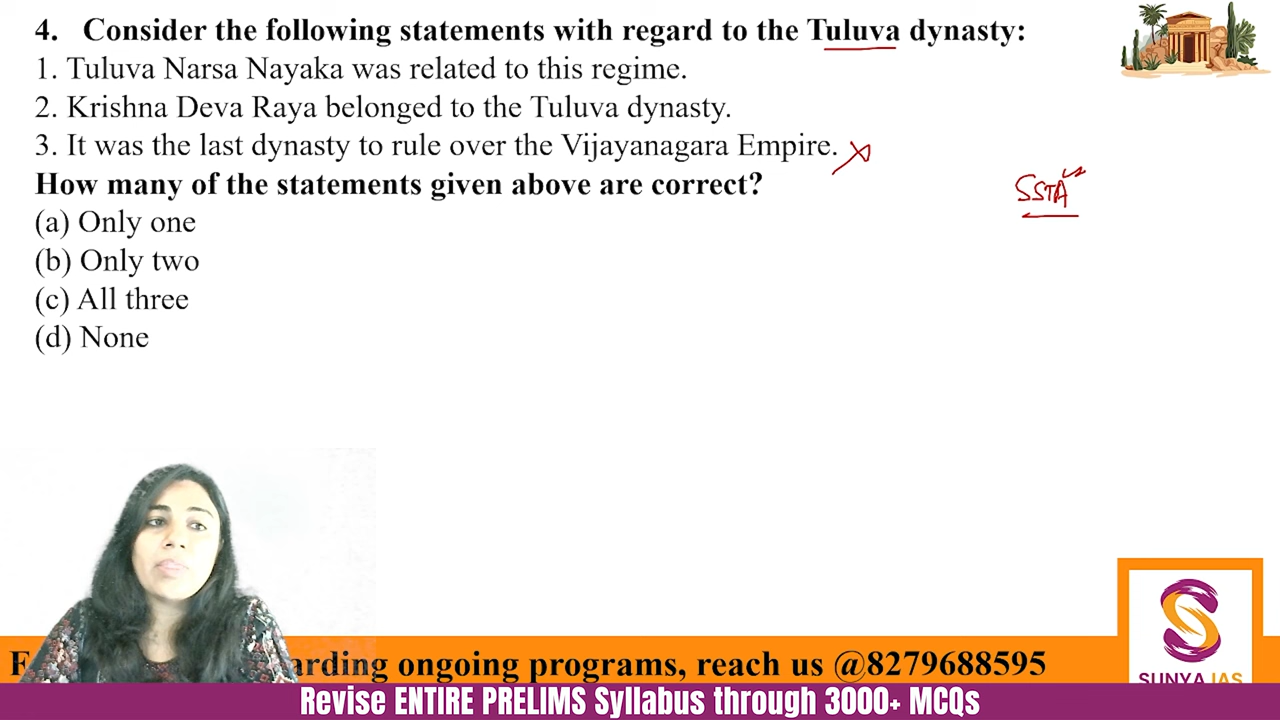 4. Consider the following statements with regard to the Tuluva dynasty:
1. Tuluva Narsa Nayaka was related to this regime.
2. Krishna Deva Raya belonged to the Tuluva dynasty.
3. It was the last dynasty to rule over the Vijayanagara Empire.
SSTA
How many of the statements given above are correct?
(a) Only one
(b) Only two
(c) All three
(d) None
arding ongoing programs, reach us @8279688595
SUNYA IAS
Revise ENTIRE PRELIMS Syllabus through 3000+ MCQs